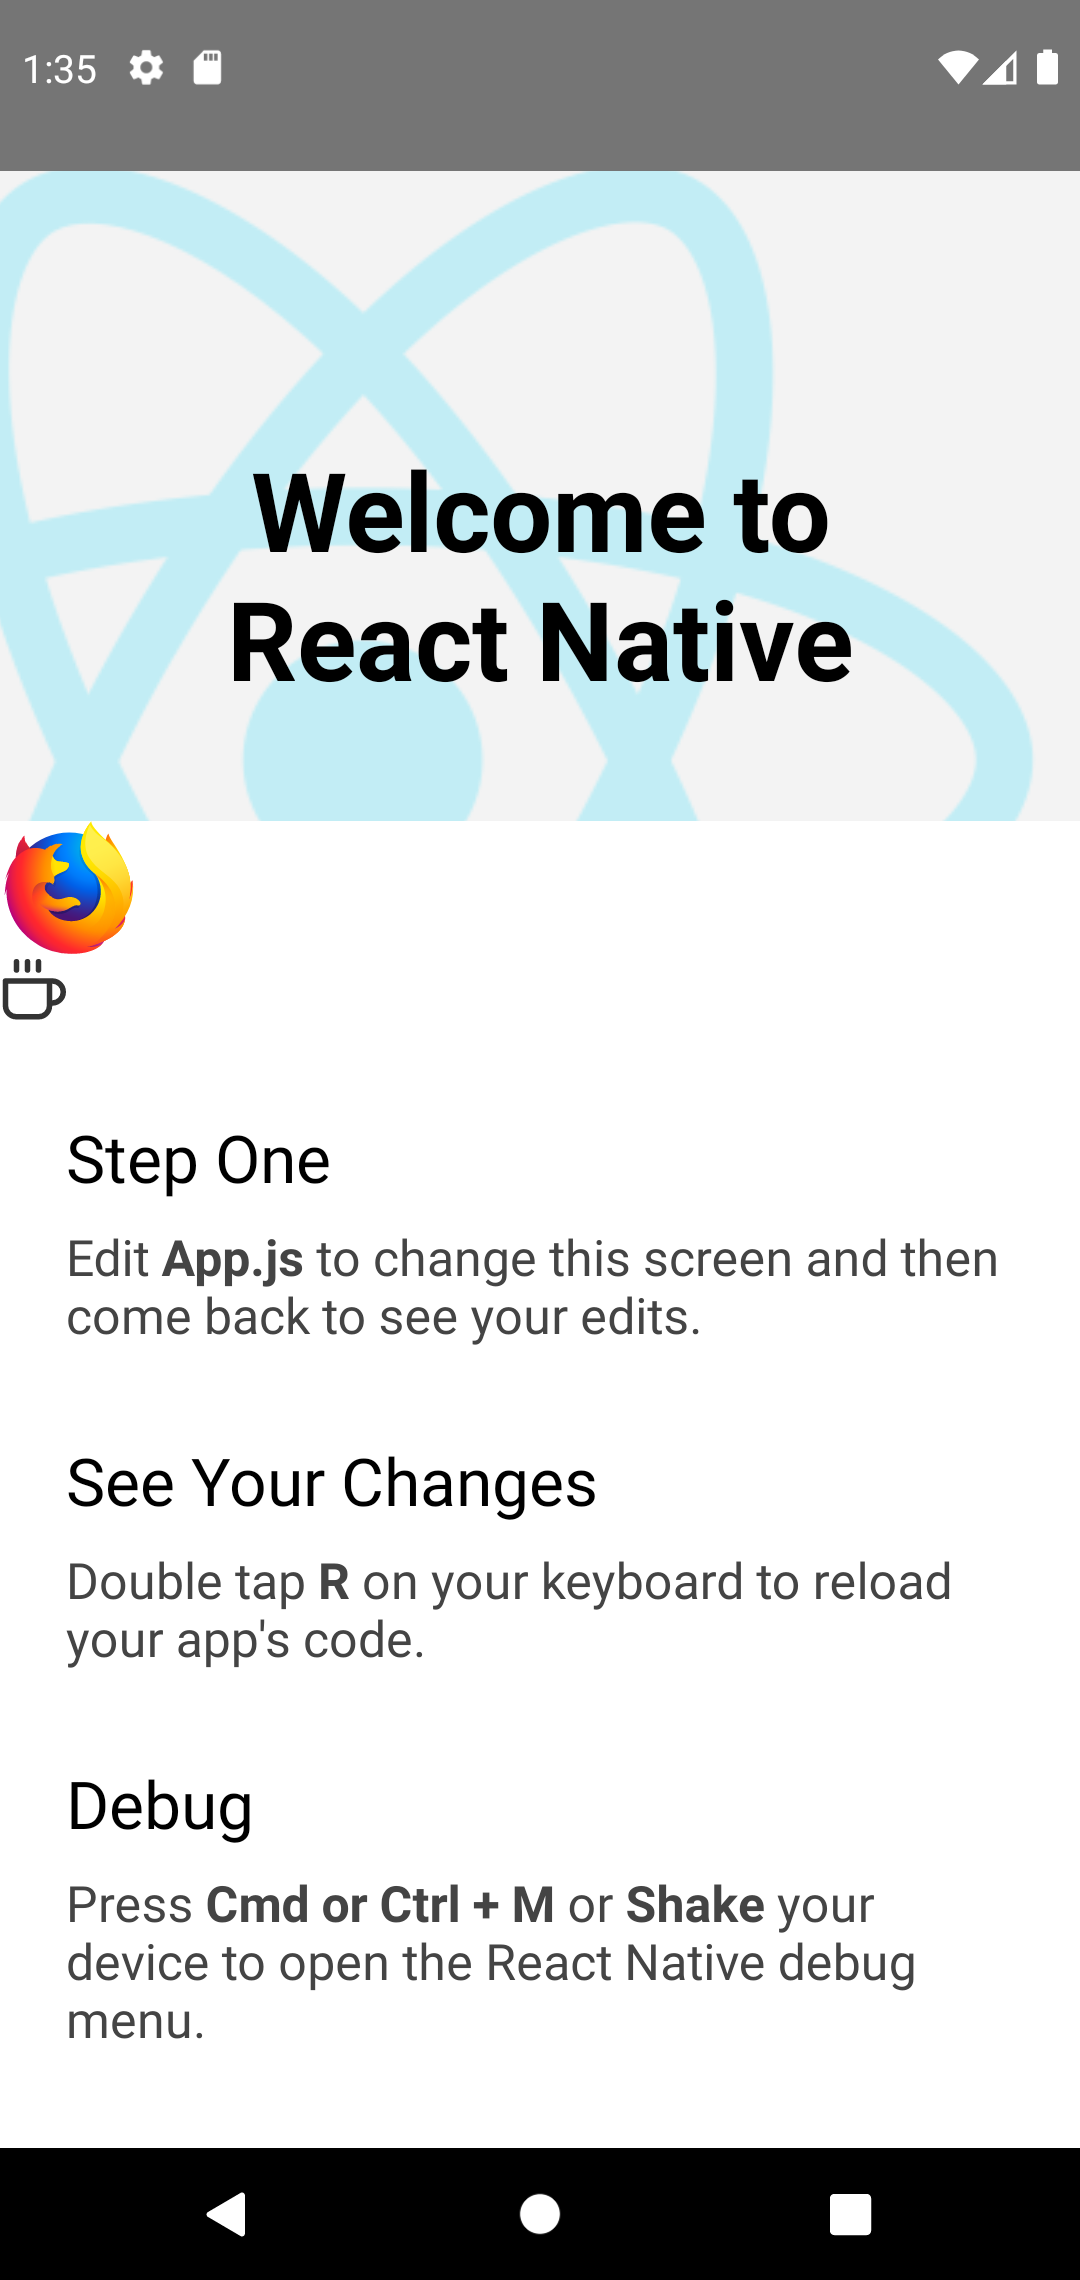 1:35
Welcome to
React Native
Step One
Edit App.js to change this screen and then
come back to see your edits.
See Your Changes
Double tap R on your keyboard to reload
your app's code.
Debug
Press Cmd or Ctrl + M or Shake your
device to open the React Native debug
menu.